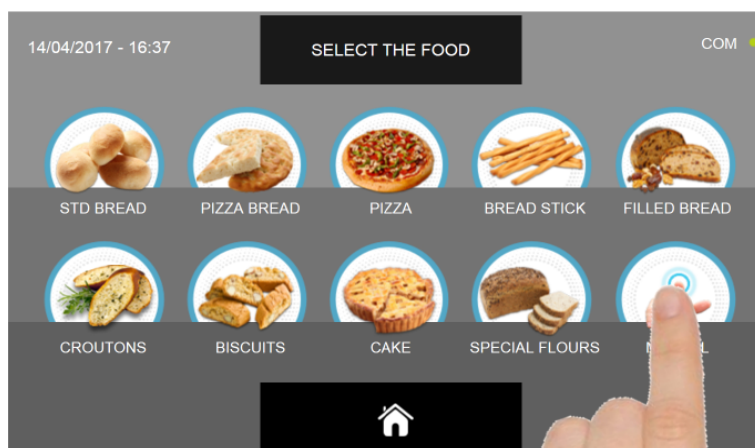 14/04/2017 - 16:37
SELECT THE FOOD
COM
STD BREAD
PIZZA BREAD
PIZZA
BREAD STICK
FILLED BREAD
CROUTONS
BISCUITS
CAKE
SPECIAL FLOURS